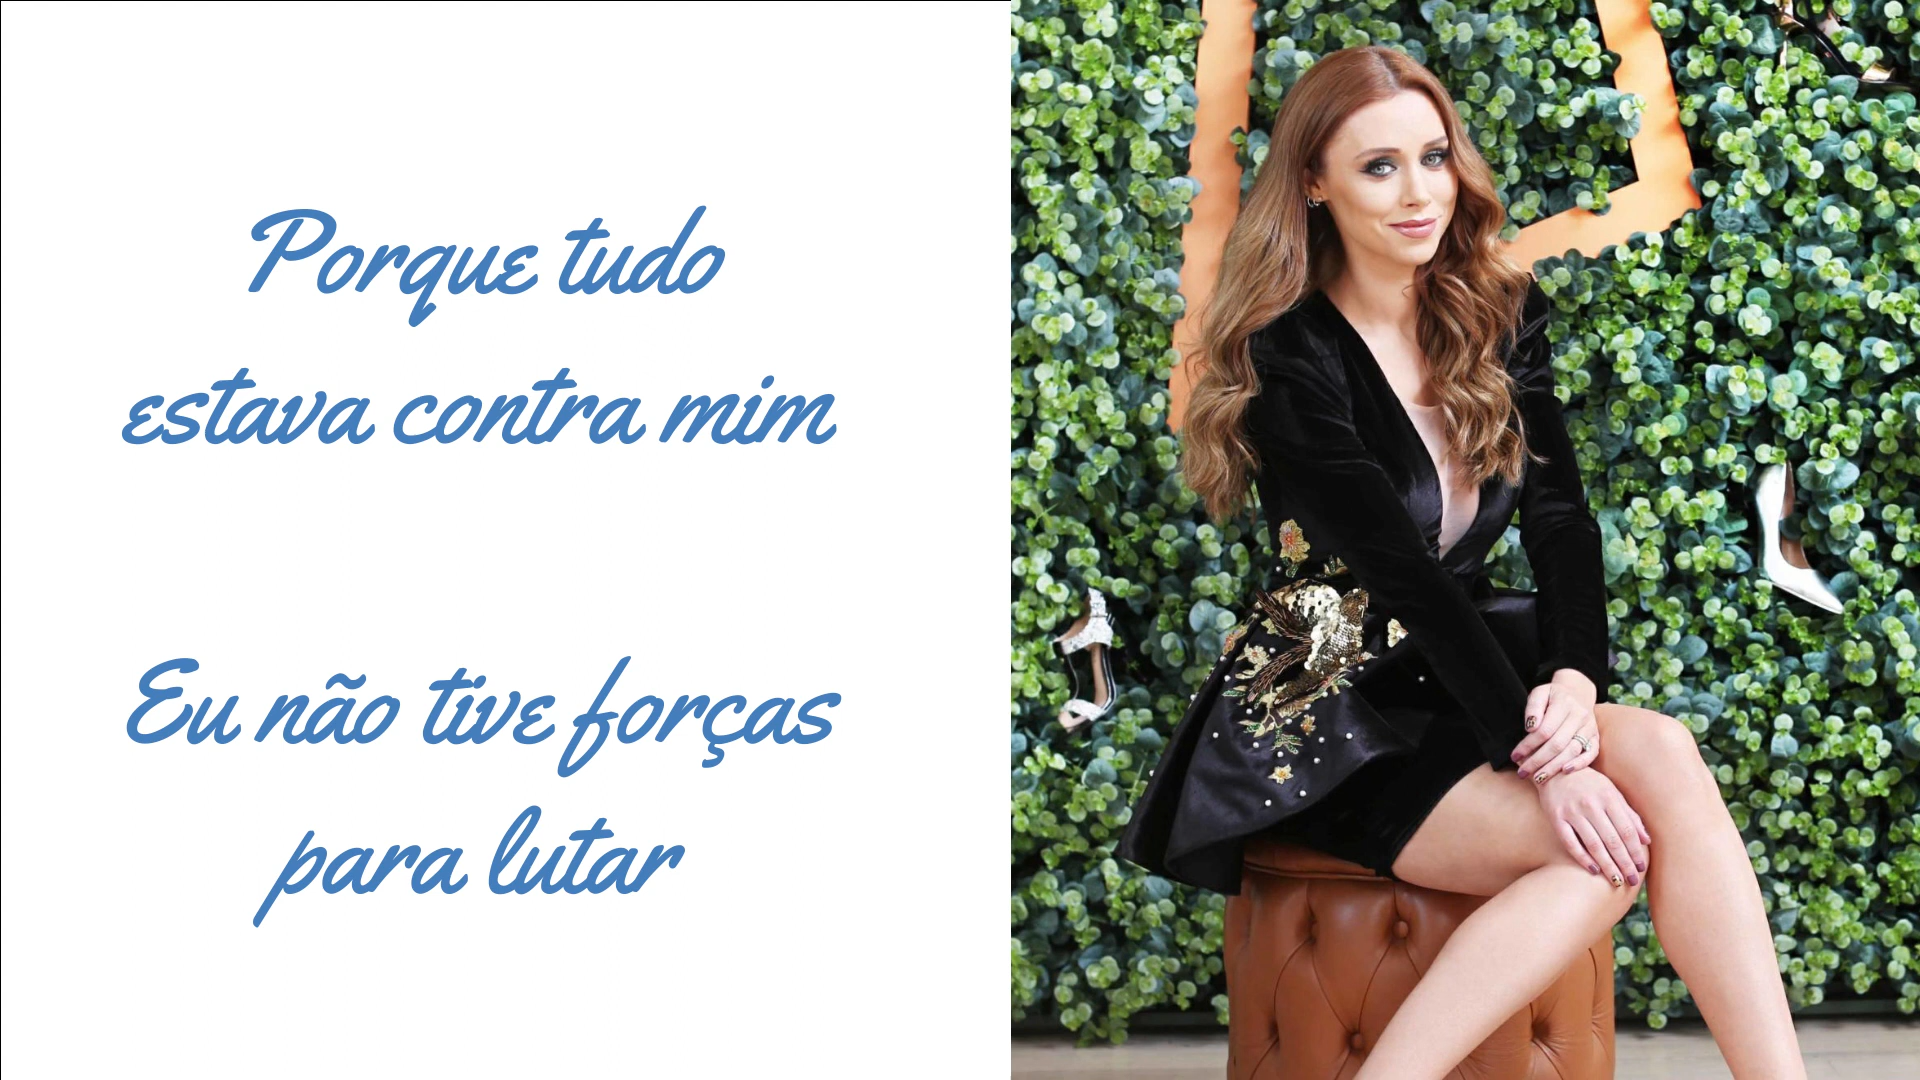 Porque tudo
estava contra mim
Eu não tive forças
para lutar